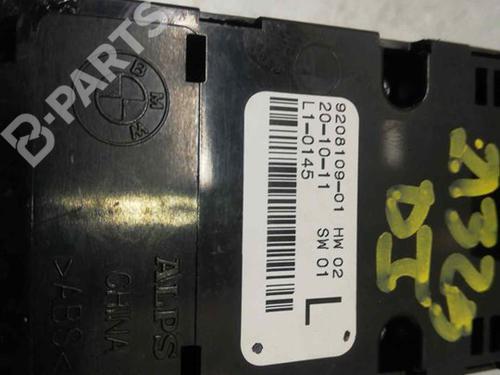 B-PARTS
BMW
9208109-01 HW 02
20-10-11 SW 01
L1-0145
L
ALPS
CHINA
>ABS<